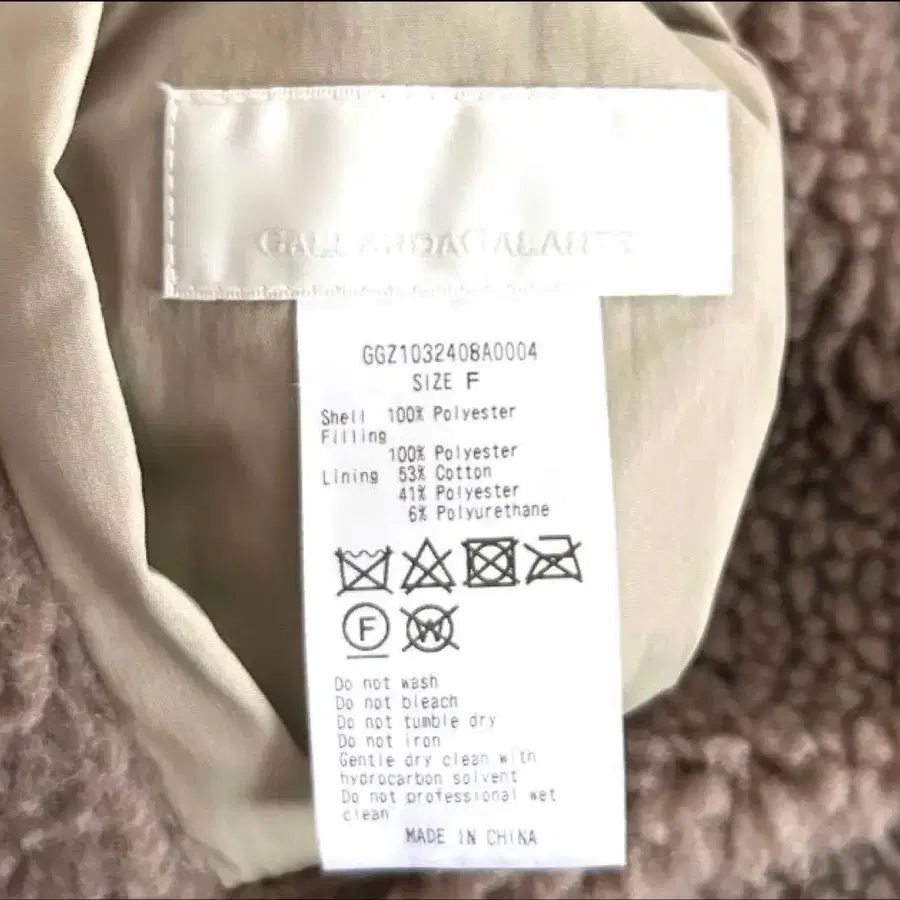 GALLARDAGALANTE
GGZ1032408A0004
SIZE F
Shell 100% Polyester
Filling
100% Polyester
Lining 53% Cotton
41% Polyester
6% Polyurethane
F W
Do not wash
Do not bleach
Do not tumble dry
Do not iron
Gentle dry clean with
hydrocarbon solvent
Do not professional wet
clean
MADE IN CHINA